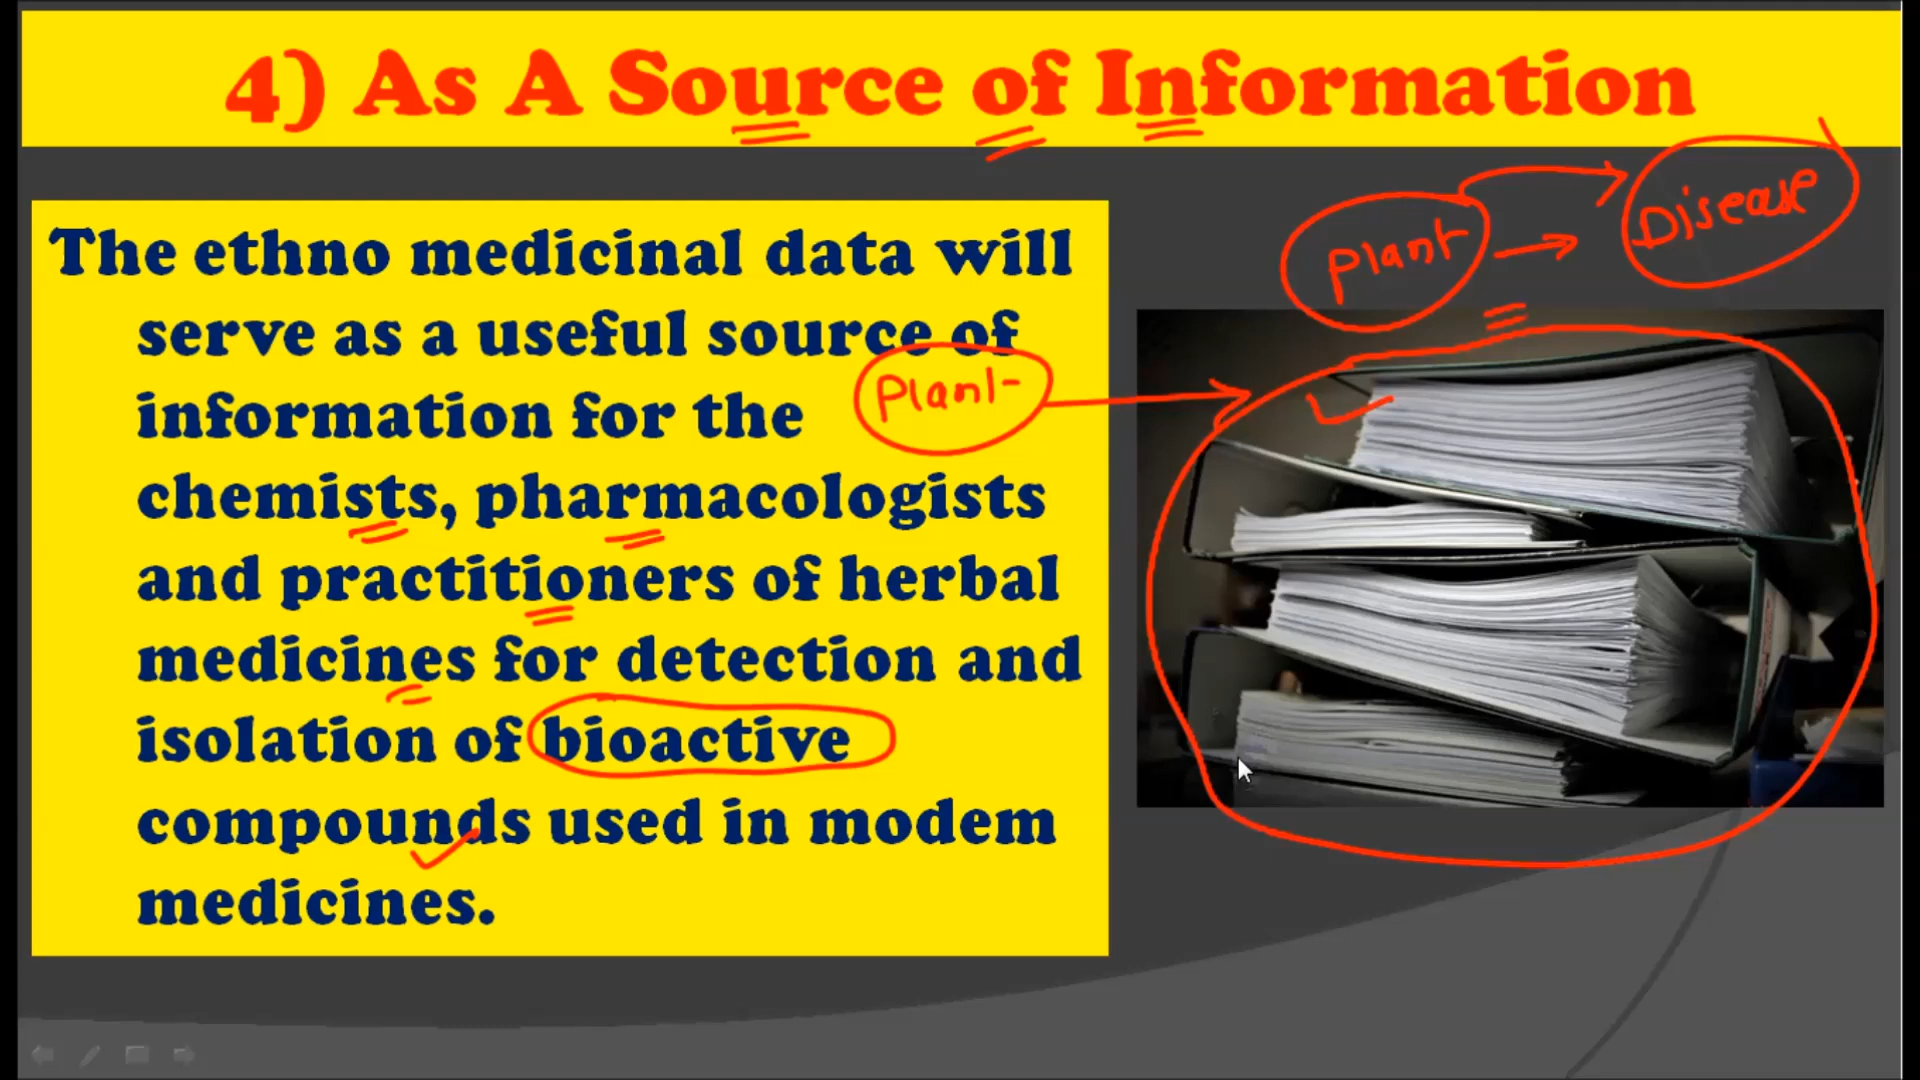 4) As A Source of Information
Plant → Disease
The ethno medicinal data will
serve as a useful source of
information for the
Plant
chemists, pharmacologists
and practitioners of herbal
medicines for detection and
isolation of bioactive
compounds used in modem
medicines.